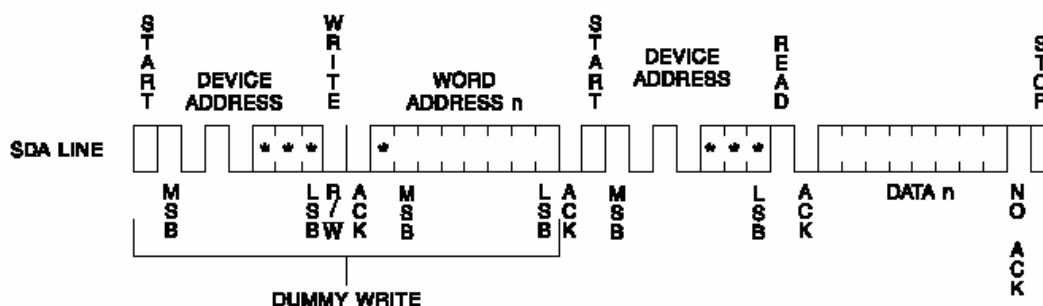 START
WRITE
START
READ
STOP
DEVICE
ADDRESS
WORD
ADDRESS n
DEVICE
ADDRESS
SDA LINE
* * *
*
* * *
MSB
LSB
R/W
ACK
MSB
LSB
ACK
MSB
LSB
ACK
DATA n
NO ACK
DUMMY WRITE